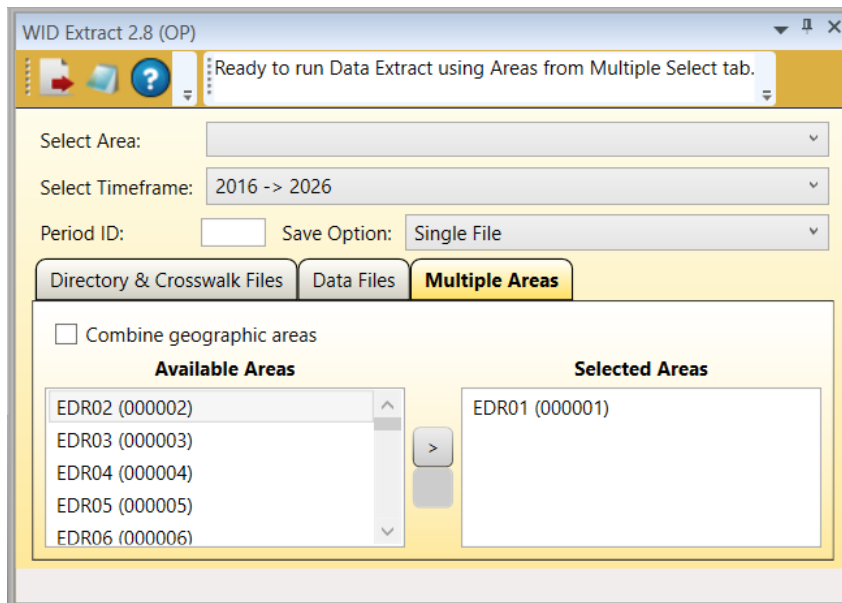 WID Extract 2.8 (OP)
Ready to run Data Extract using Areas from Multiple Select tab.
Select Area:
Select Timeframe: 2016 -> 2026
Period ID: Save Option: Single File
Directory & Crosswalk Files Data Files Multiple Areas
Combine geographic areas
Available Areas Selected Areas
EDR02 (000002) EDR01 (000001)
EDR03 (000003)
>
EDR04 (000004)
EDR05 (000005)
EDR06 (000006)